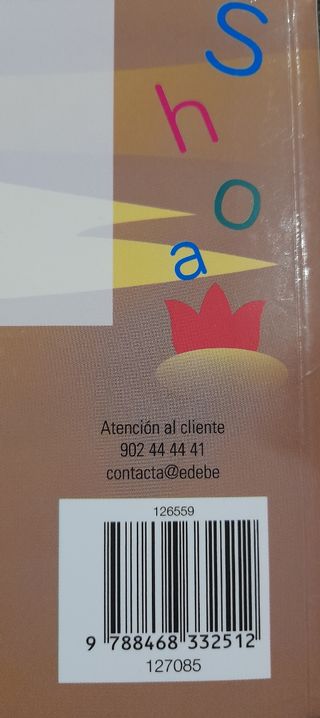 S
h
o
a
Atención al cliente
902 44 44 41
contacta@edebe
126559
9 788468 332512
127085